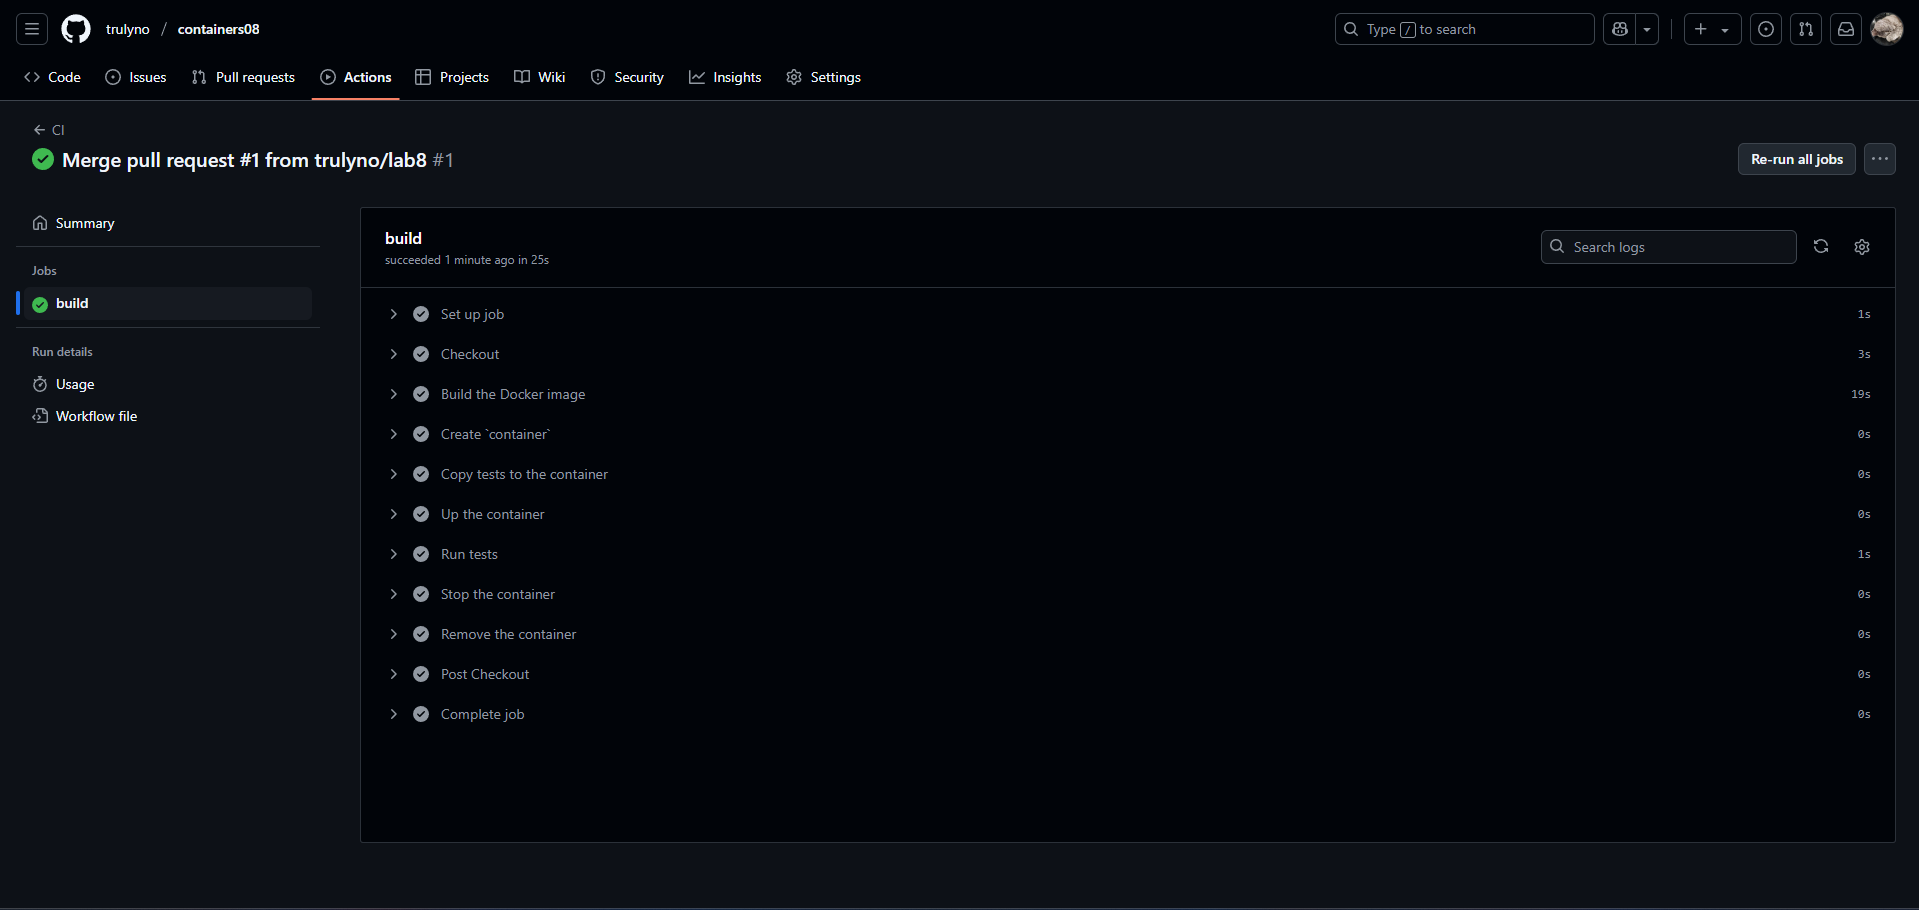 trulyno / containers08
Type / to search
Code Issues Pull requests Actions Projects Wiki Security Insights Settings
CI
Merge pull request #1 from trulyno/lab8 #1
Re-run all jobs
Summary
Jobs
build
Run details
Usage
Workflow file
build
succeeded 1 minute ago in 25s
Search logs
Set up job 1s
Checkout 3s
Build the Docker image 19s
Create `container` 0s
Copy tests to the container 0s
Up the container 0s
Run tests 1s
Stop the container 0s
Remove the container 0s
Post Checkout 0s
Complete job 0s